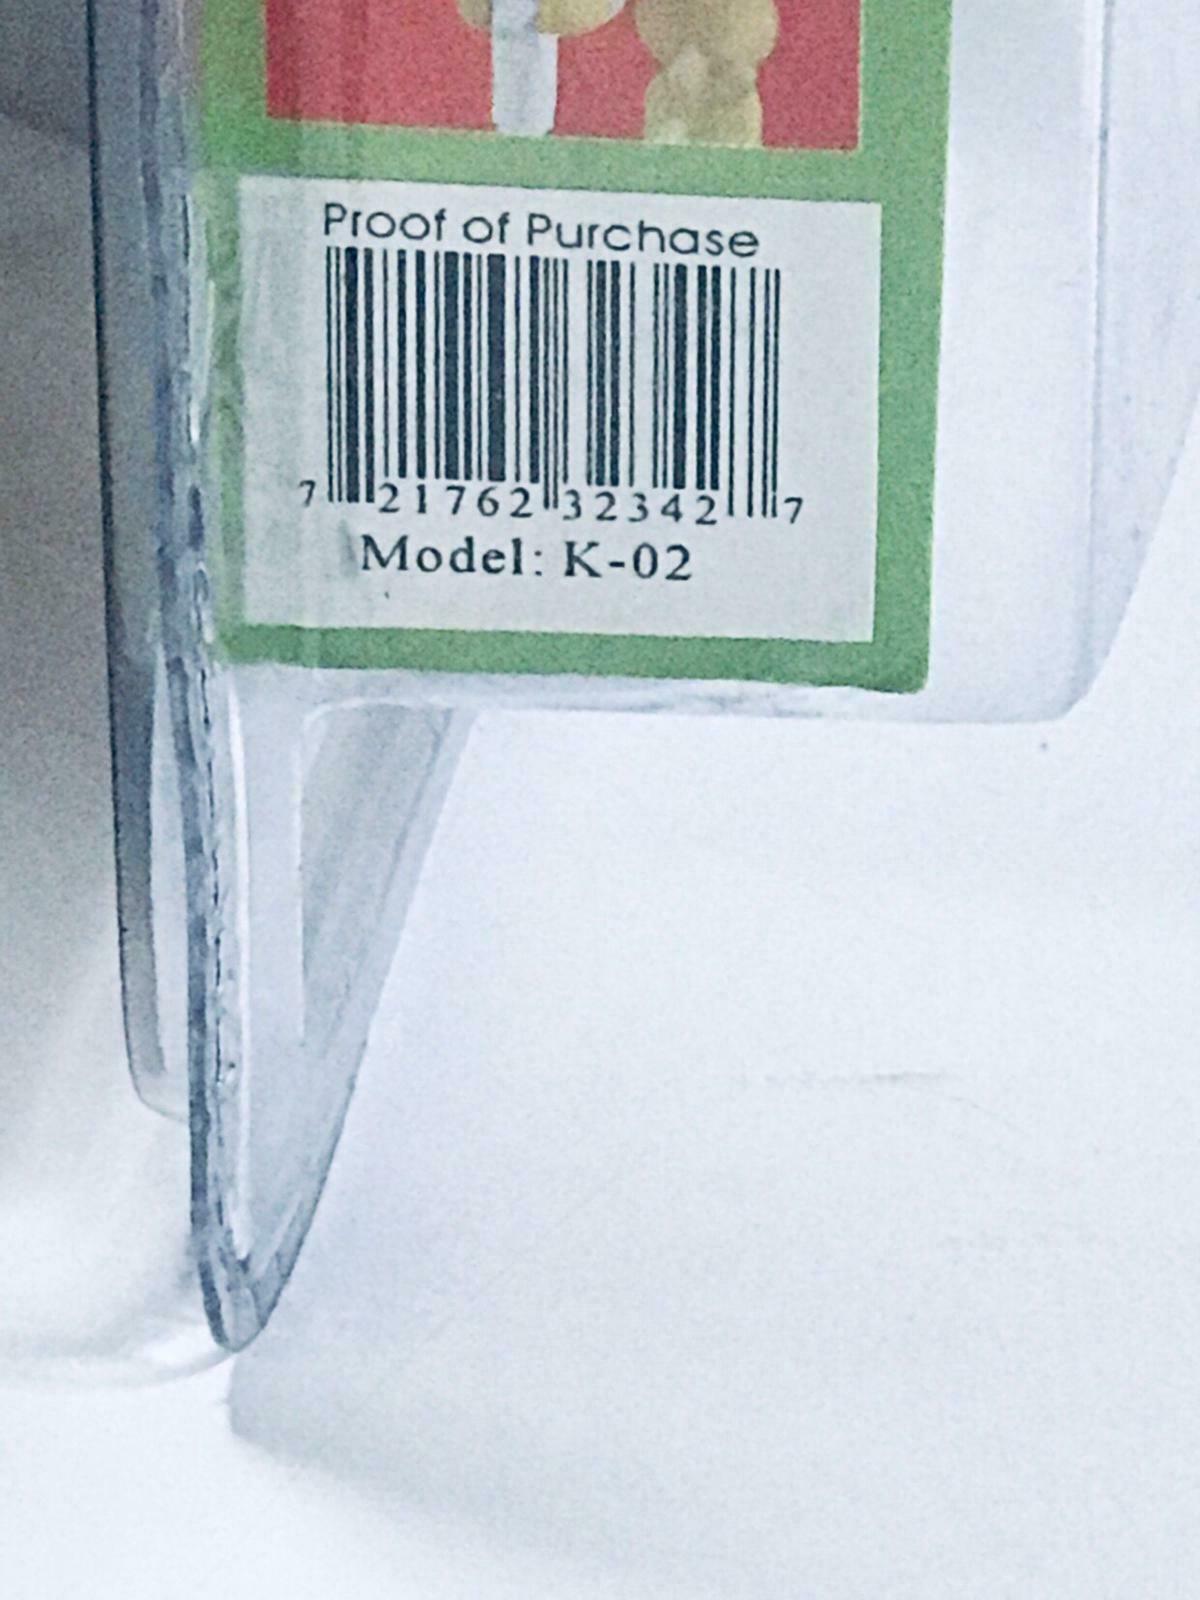 Proof of Purchase
7 21762 32342 7
Model: K-02